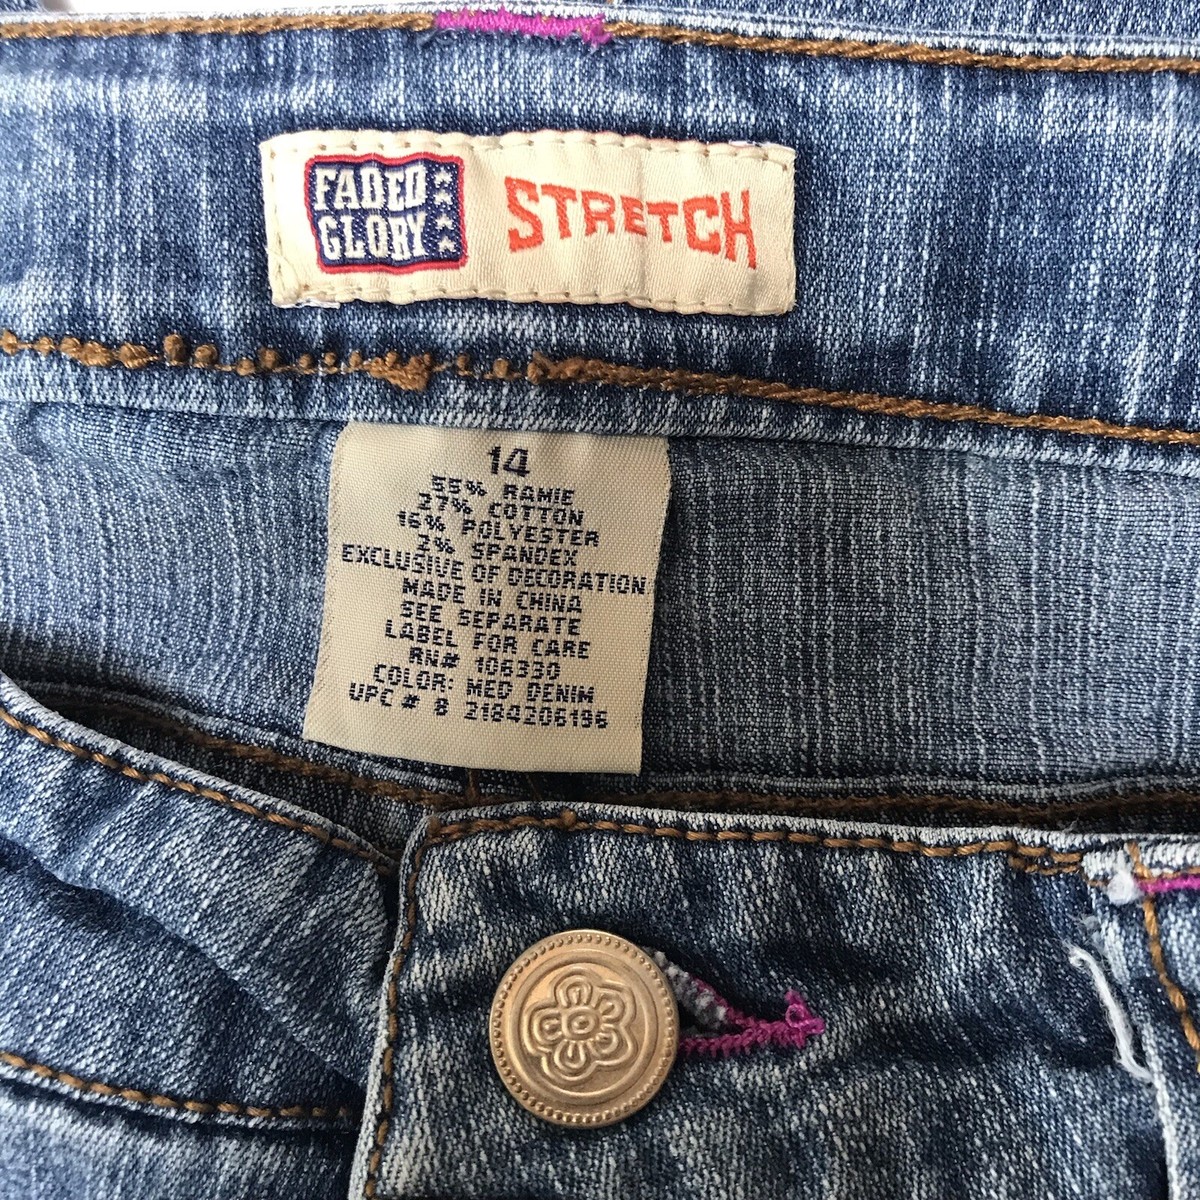 FADED
GLORY
STRETCH
14
55% RAMIE
27% COTTON
16% POLYESTER
2% SPANDEX
EXCLUSIVE OF DECORATION
MADE IN CHINA
SEE SEPARATE
LABEL FOR CARE
RN# 106330
COLOR: MED DENIM
UPC # 8 2184206196